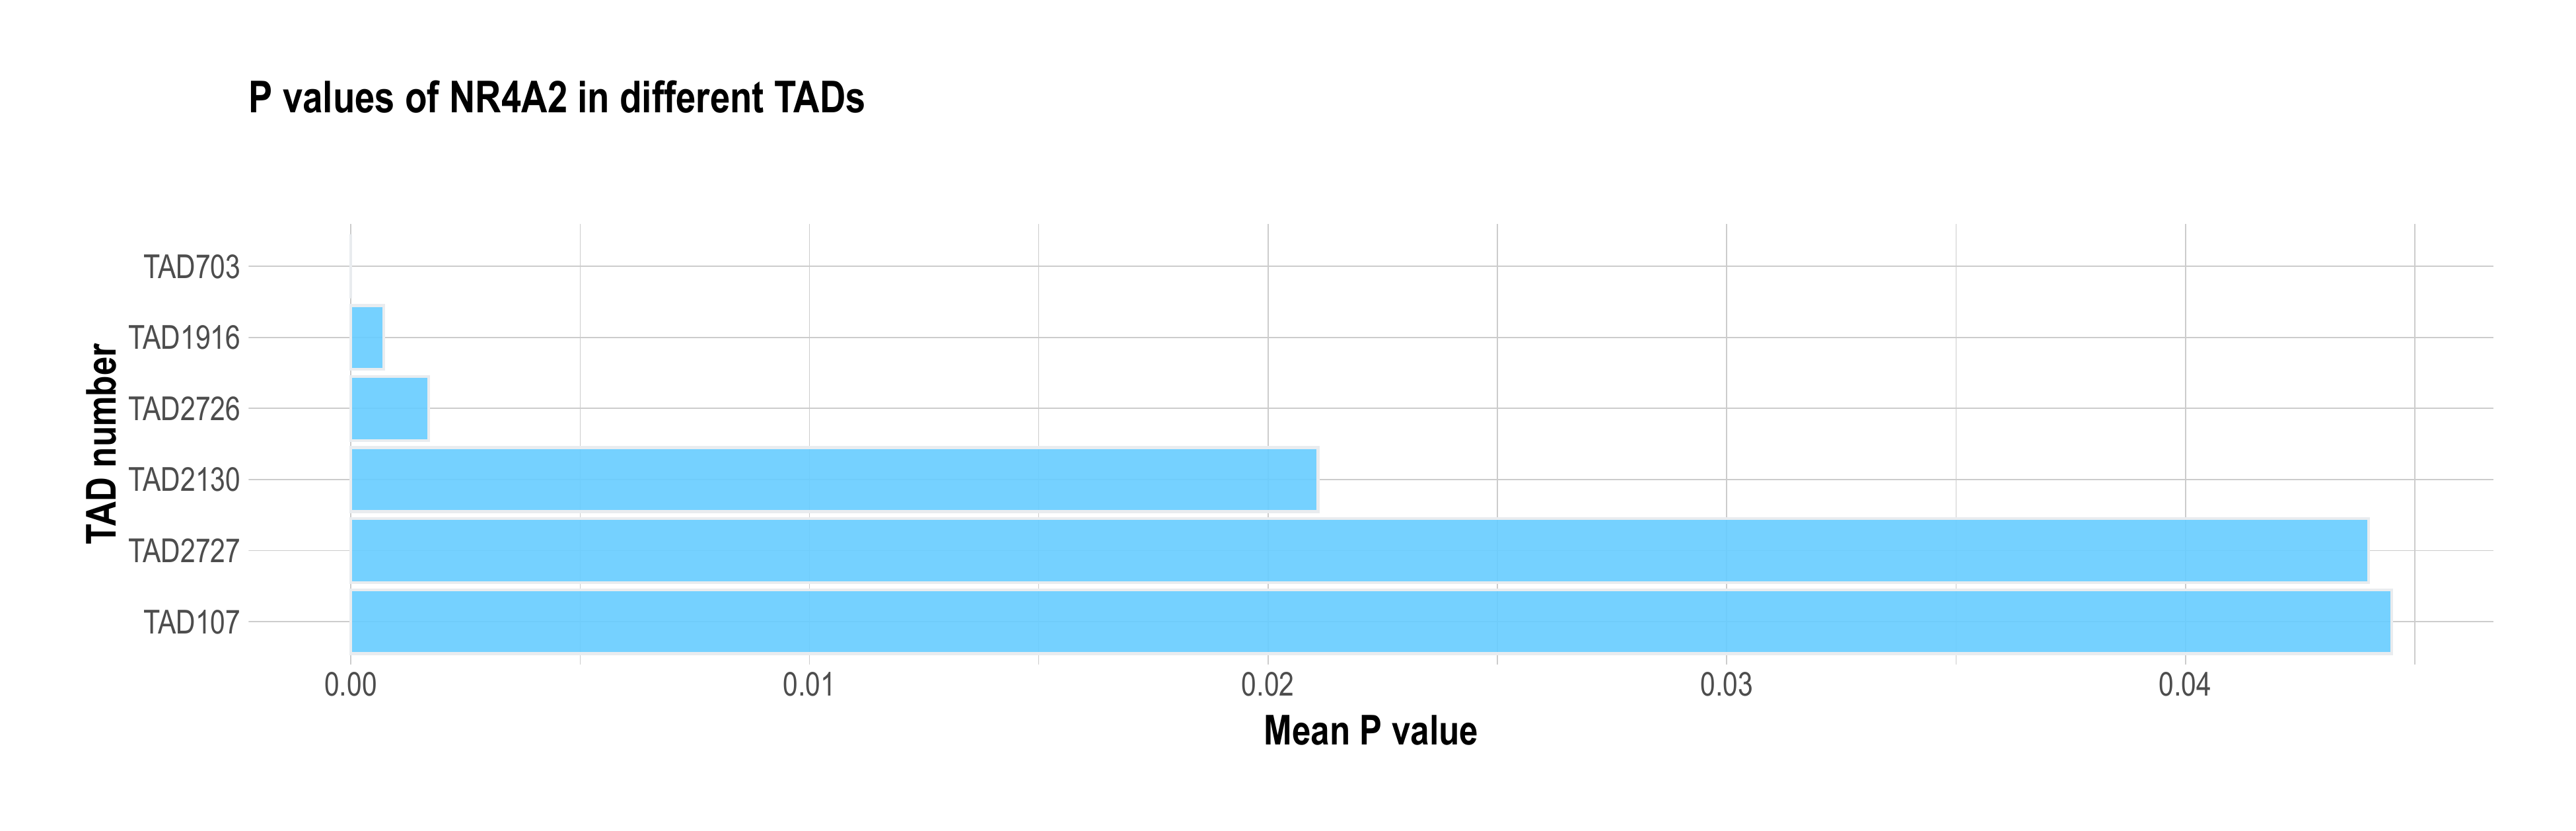 P values of NR4A2 in different TADs
TAD number
TAD703
TAD1916
TAD2726
TAD2130
TAD2727
TAD107
0.00 0.01 0.02 0.03 0.04
Mean P value